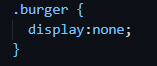 .burger {
  display:none;
}